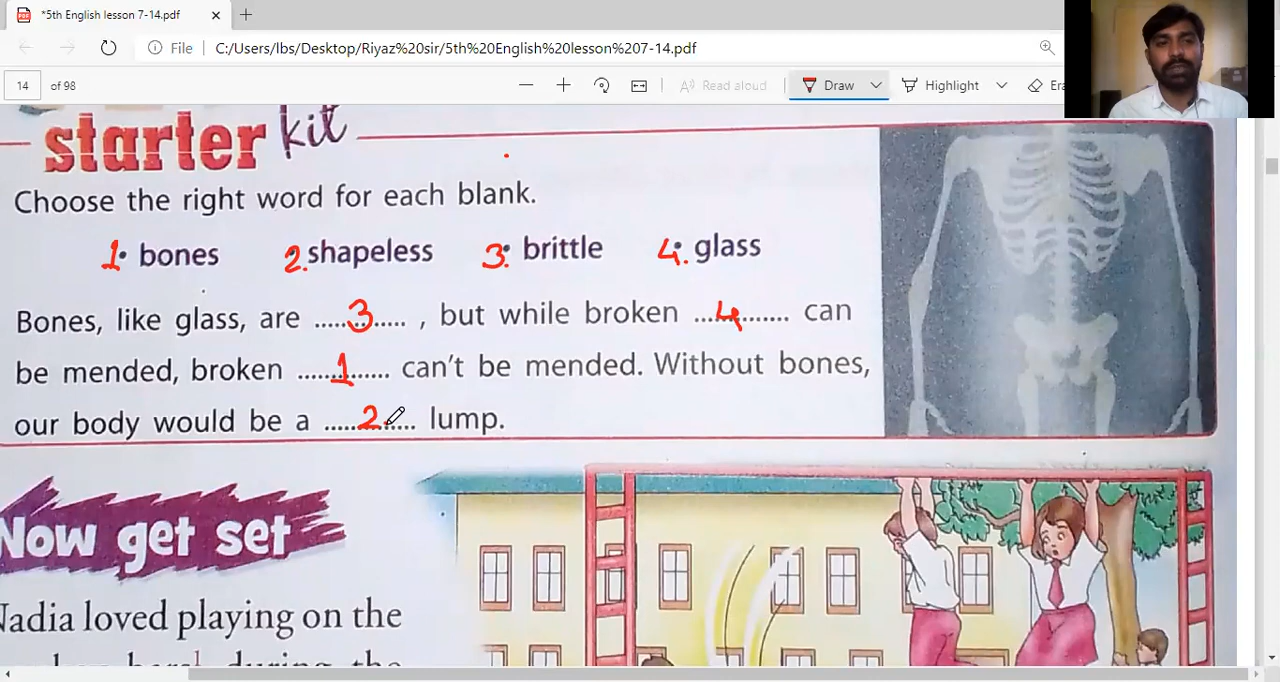 *5th English lesson 7-14.pdf
File | C:/Users/lbs/Desktop/Riyaz%20sir/5th%20English%20lesson%207-14.pdf
14 of 98 Read aloud Draw Highlight Era
starter kit
Choose the right word for each blank.
1. • bones 2. • shapeless 3. • brittle 4. • glass
Bones, like glass, are ......3......, but while broken ......4...... can
be mended, broken ......1...... can't be mended. Without bones,
our body would be a ......2...... lump.
Now get set
Nadia loved playing on the
during the